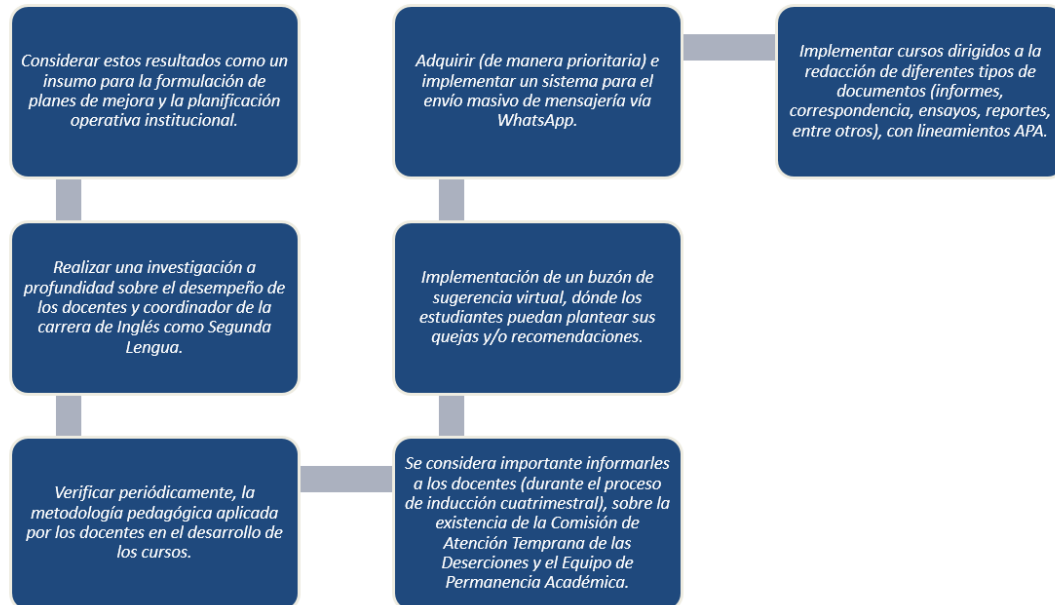 Considerar estos resultados como un
insumo para la formulación de
planes de mejora y la planificación
operativa institucional.
Realizar una investigación a
profundidad sobre el desempeño de
los docentes y coordinador de la
carrera de Inglés como Segunda
Lengua.
Verificar periódicamente, la
metodología pedagógica aplicada
por los docentes en el desarrollo de
los cursos.
Se considera importante informarles
a los docentes (durante el proceso
de inducción cuatrimestral), sobre la
existencia de la Comisión de
Atención Temprana de las
Deserciones y el Equipo de
Permanencia Académica.
Implementación de un buzón de
sugerencia virtual, dónde los
estudiantes puedan plantear sus
quejas y/o recomendaciones.
Adquirir (de manera prioritaria) e
implementar un sistema para el
envío masivo de mensajería vía
WhatsApp.
Implementar cursos dirigidos a la
redacción de diferentes tipos de
documentos (informes,
correspondencia, ensayos, reportes,
entre otros), con lineamientos APA.